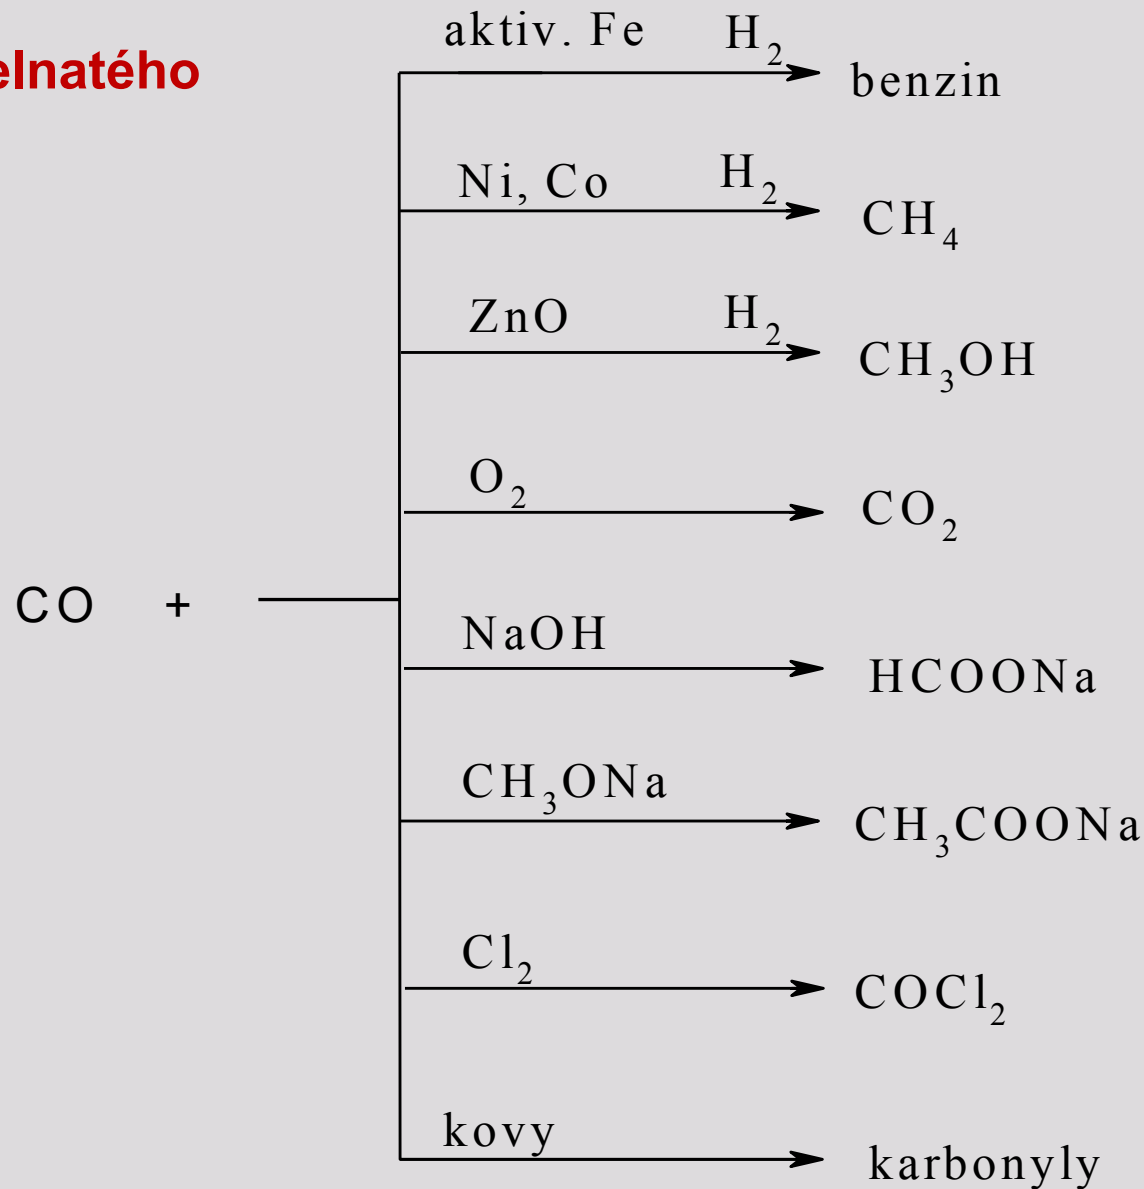 elnatého
aktiv. Fe H₂ benzin
Ni, Co H₂ CH₄
ZnO H₂ CH₃OH
O₂ CO₂
CO +
NaOH HCOONa
CH₃ONa CH₃COONa
Cl₂ COCl₂
kovy karbonyly